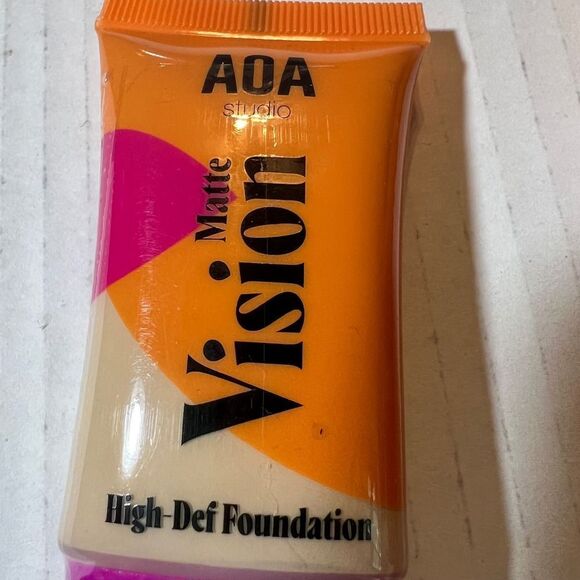 AOA
studio
Matte
Vision
High-Def Foundation